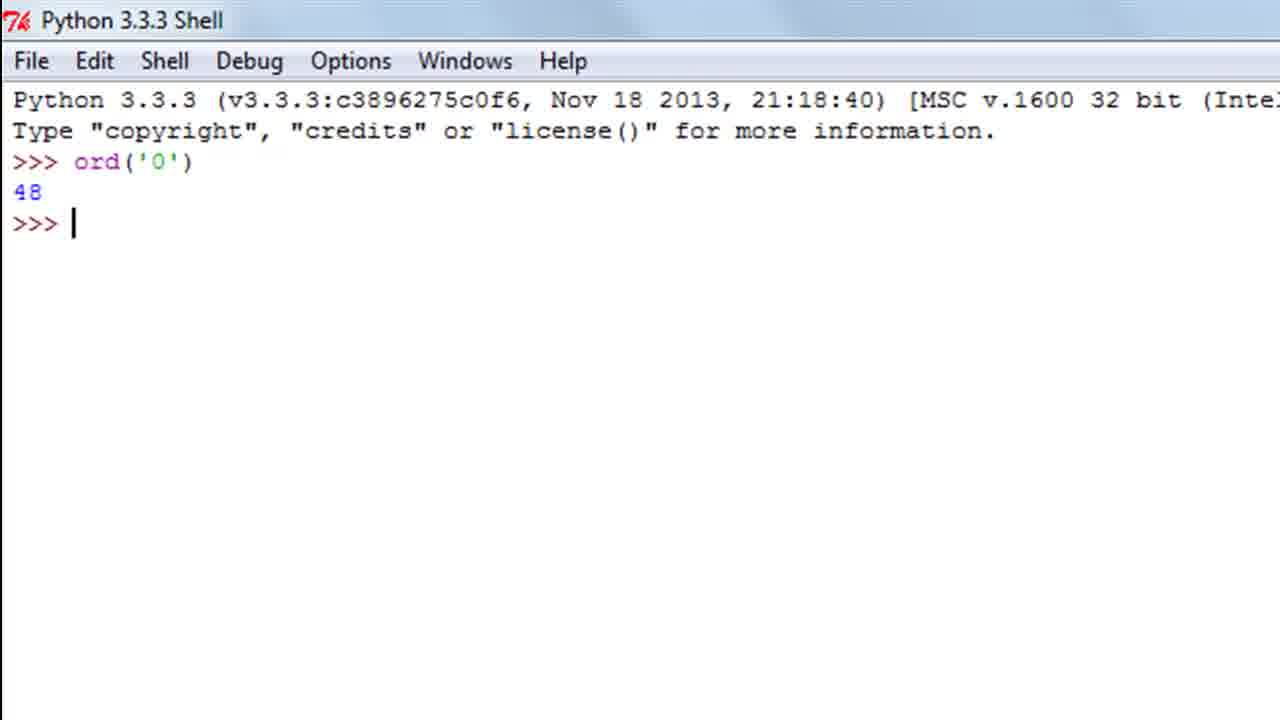 Python 3.3.3 Shell
File Edit Shell Debug Options Windows Help
Python 3.3.3 (v3.3.3:c3896275c0f6, Nov 18 2013, 21:18:40) [MSC v.1600 32 bit (Inte
Type "copyright", "credits" or "license()" for more information.
>>> ord('0')
48
>>>